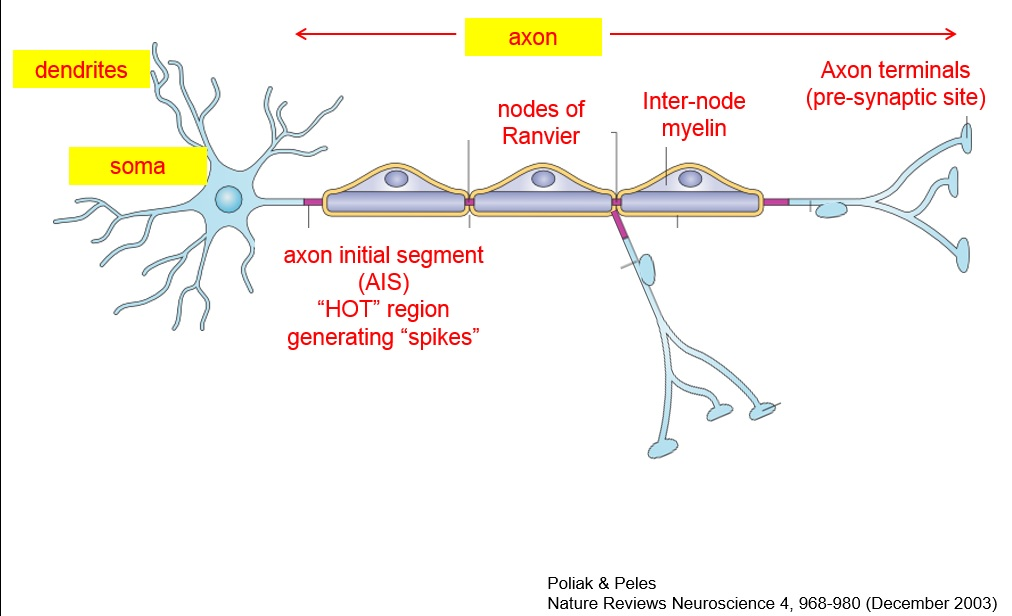 axon
dendrites
Axon terminals
(pre-synaptic site)
nodes of
Ranvier
Inter-node
myelin
soma
axon initial segment
(AIS)
“HOT” region
generating “spikes”
Poliak & Peles
Nature Reviews Neuroscience 4, 968-980 (December 2003)